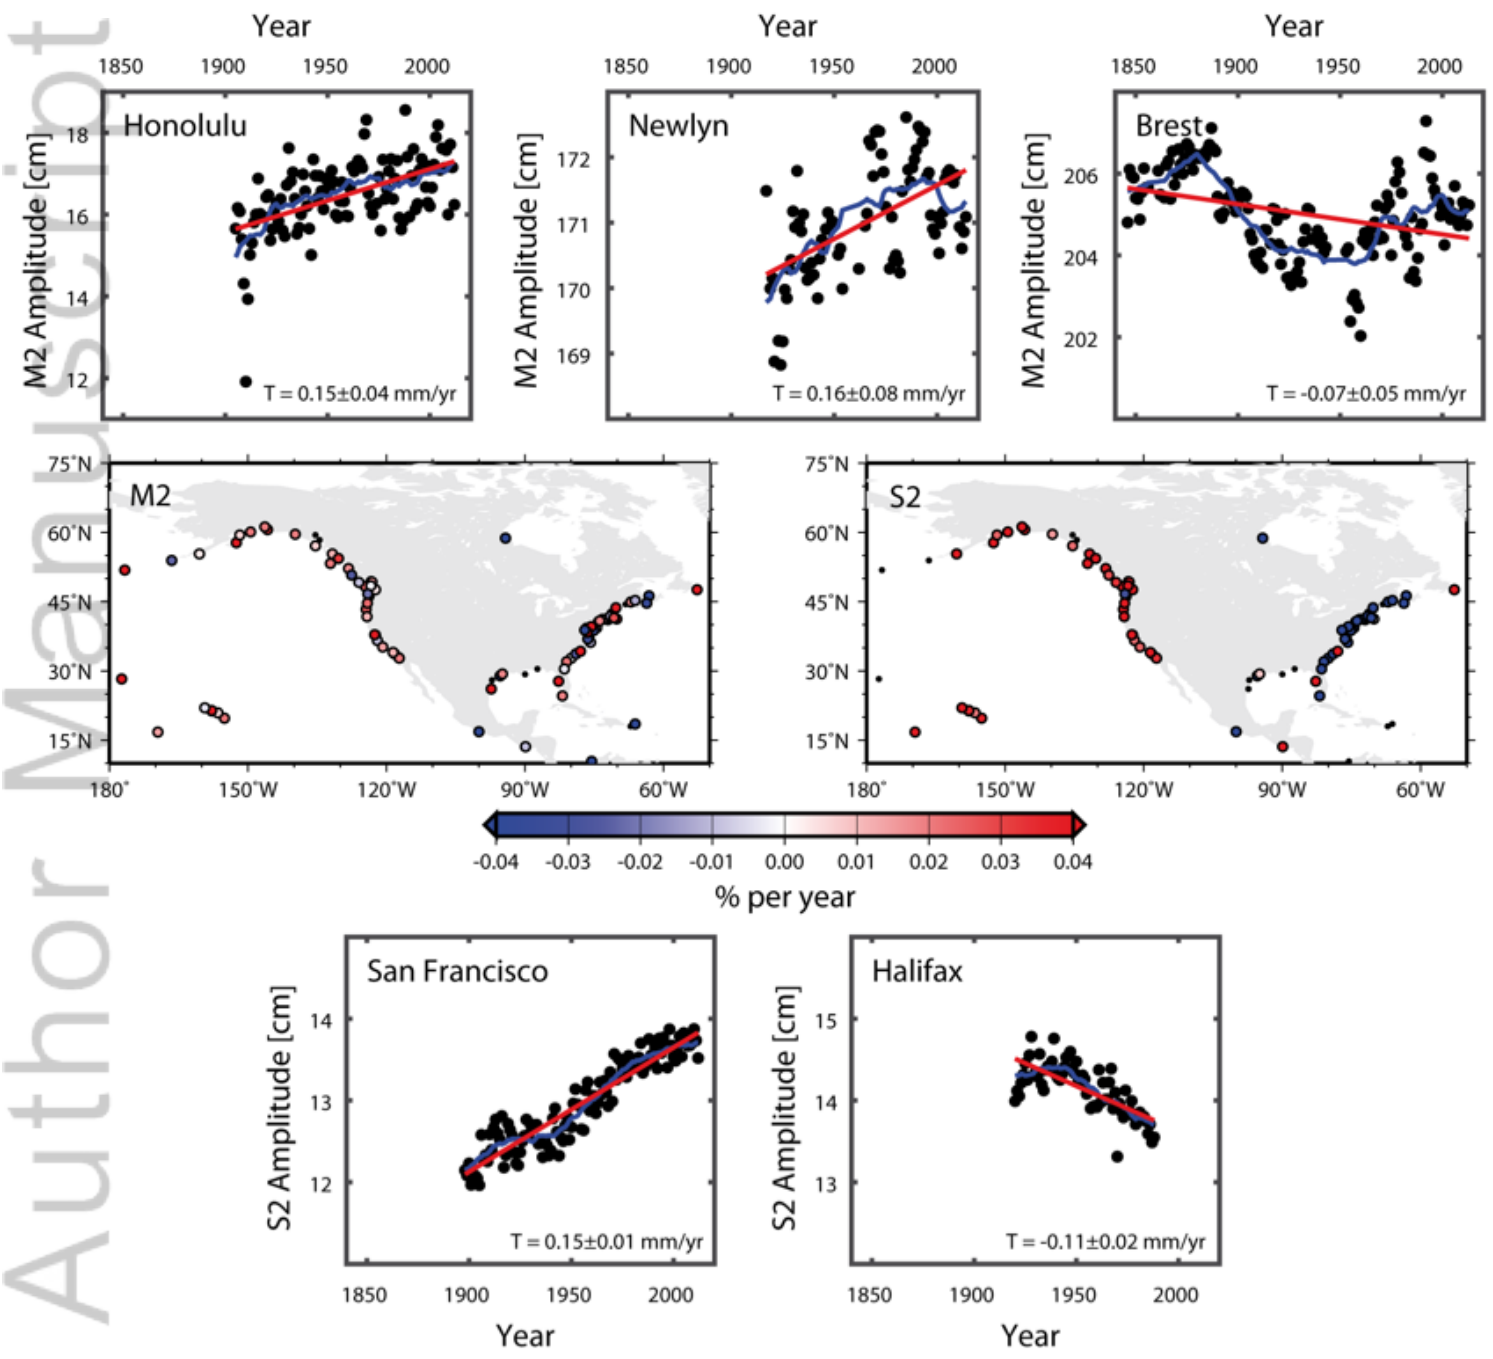 Author Manuscript
Year Year Year
1850 1900 1950 2000 1850 1900 1950 2000 1850 1900 1950 2000
Honolulu
M2 Amplitude [cm]
18
16
14
12
T = 0.15±0.04 mm/yr
Newlyn
M2 Amplitude [cm]
172
171
170
169
T = 0.16±0.08 mm/yr
Brest
M2 Amplitude [cm]
206
204
202
T = -0.07±0.05 mm/yr
M2
75˚N
60˚N
45˚N
30˚N
15˚N
180˚ 150˚W 120˚W 90˚W 60˚W
S2
75˚N
60˚N
45˚N
30˚N
15˚N
180˚ 150˚W 120˚W 90˚W 60˚W
-0.04 -0.03 -0.02 -0.01 0.00 0.01 0.02 0.03 0.04
% per year
San Francisco
S2 Amplitude [cm]
14
13
12
T = 0.15±0.01 mm/yr
1850 1900 1950 2000
Year
Halifax
S2 Amplitude [cm]
15
14
13
T = -0.11±0.02 mm/yr
1850 1900 1950 2000
Year